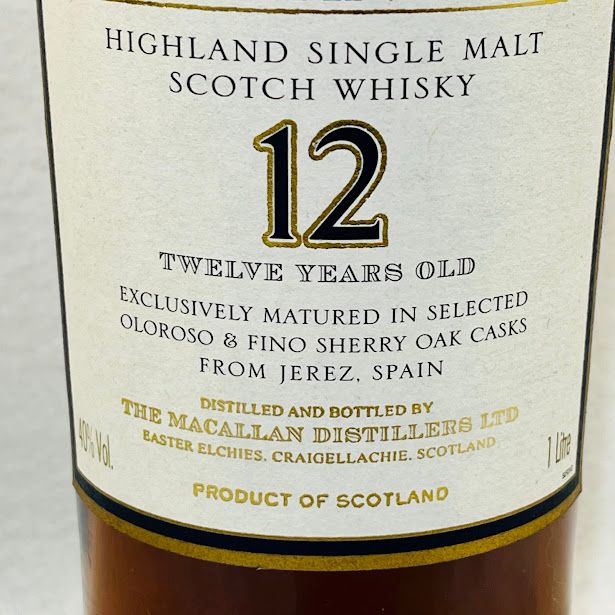 HIGHLAND SINGLE MALT
SCOTCH WHISKY
12
TWELVE YEARS OLD
EXCLUSIVELY MATURED IN SELECTED
OLOROSO & FINO SHERRY OAK CASKS
FROM JEREZ, SPAIN
DISTILLED AND BOTTLED BY
THE MACALLAN DISTILLERS LTD
EASTER ELCHIES, CRAIGELLACHIE, SCOTLAND
40% Vol.
1 Litre
PRODUCT OF SCOTLAND